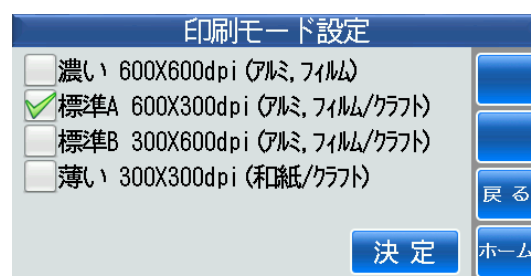 印刷モード設定
濃い 600X600dpi(ｱﾙﾐ,ﾌｨﾙﾑ)
標準A 600X300dpi(ｱﾙﾐ,ﾌｨﾙﾑ/ｸﾗﾌﾄ)
標準B 300X600dpi(ｱﾙﾐ,ﾌｨﾙﾑ/ｸﾗﾌﾄ)
薄い 300X300dpi(和紙/ｸﾗﾌﾄ)
戻る
決定
ホーム